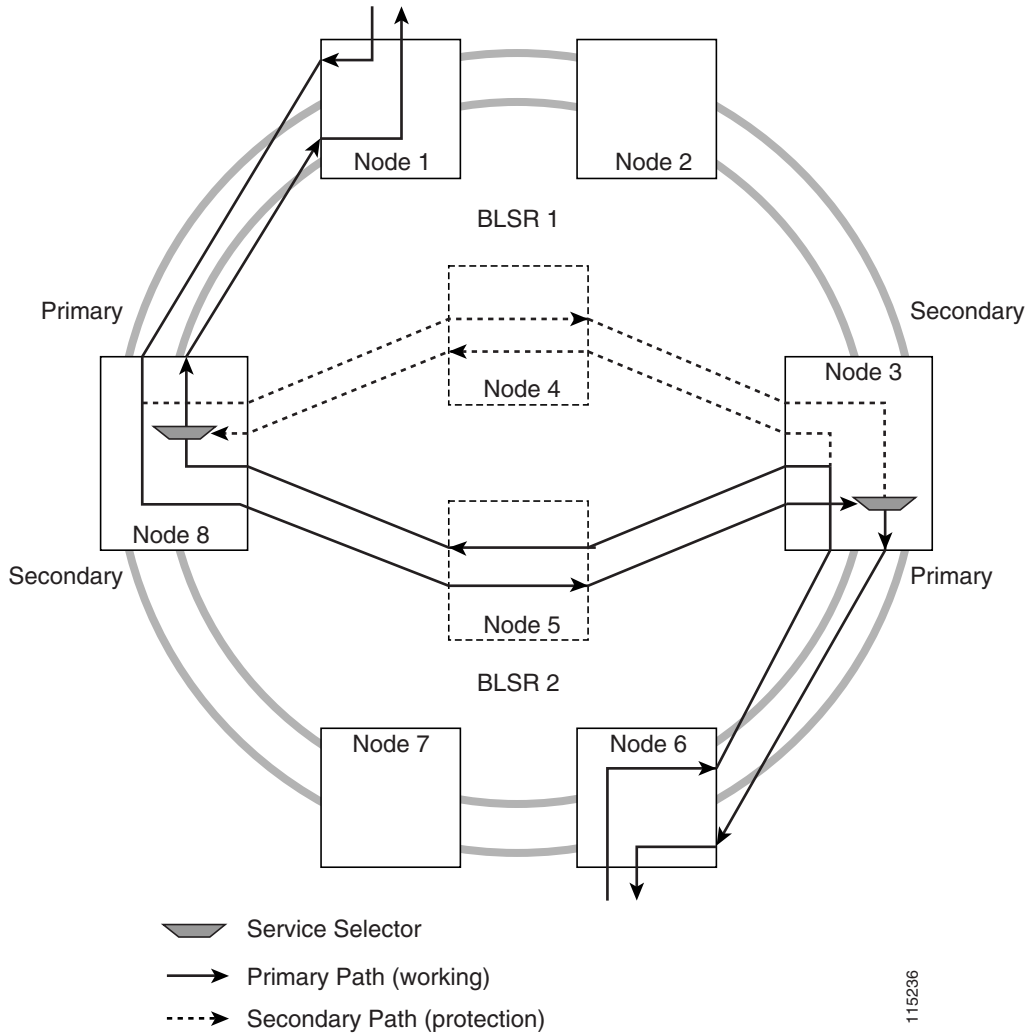 Node 1
Node 2
BLSR 1
Primary
Secondary
Node 4
Node 3
Node 8
Secondary
Primary
Node 5
BLSR 2
Node 7
Node 6
Service Selector
Primary Path (working)
Secondary Path (protection)
115236